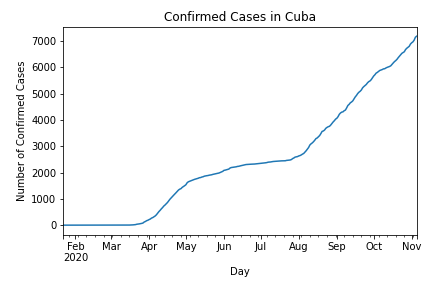 Confirmed Cases in Cuba
Number of Confirmed Cases
7000
6000
5000
4000
3000
2000
1000
0
Feb Mar Apr May Jun Jul Aug Sep Oct Nov
2020
Day